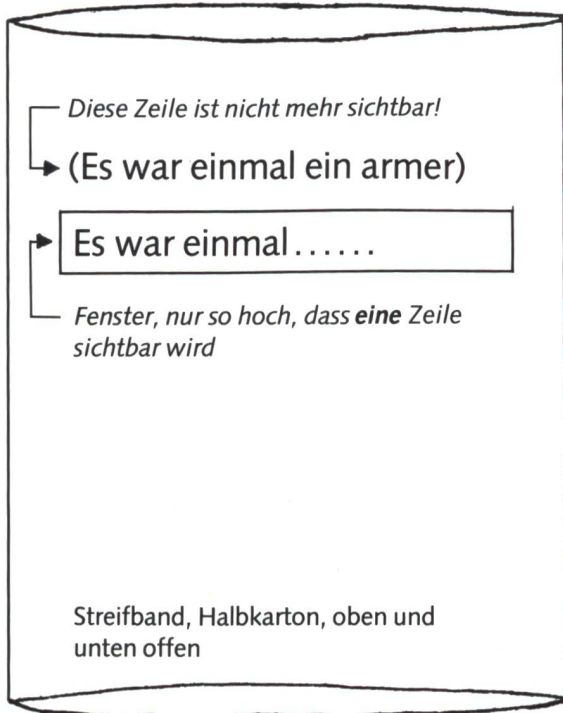 Diese Zeile ist nicht mehr sichtbar!
(Es war einmal ein armer)
Es war einmal......
Fenster, nur so hoch, dass eine Zeile
sichtbar wird
Streifband, Halbkarton, oben und
unten offen